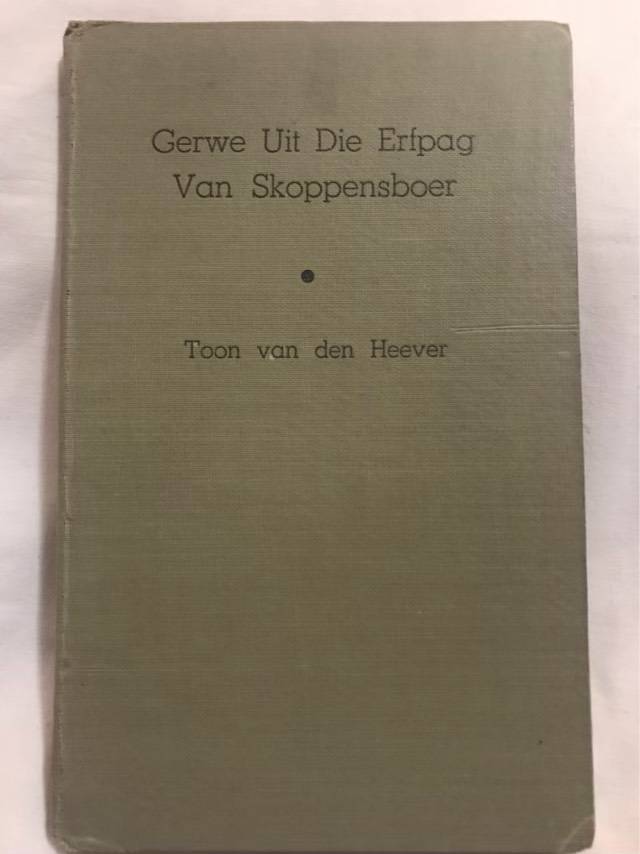 Gerwe Uit Die Erfpag
Van Skoppensboer
Toon van den Heever